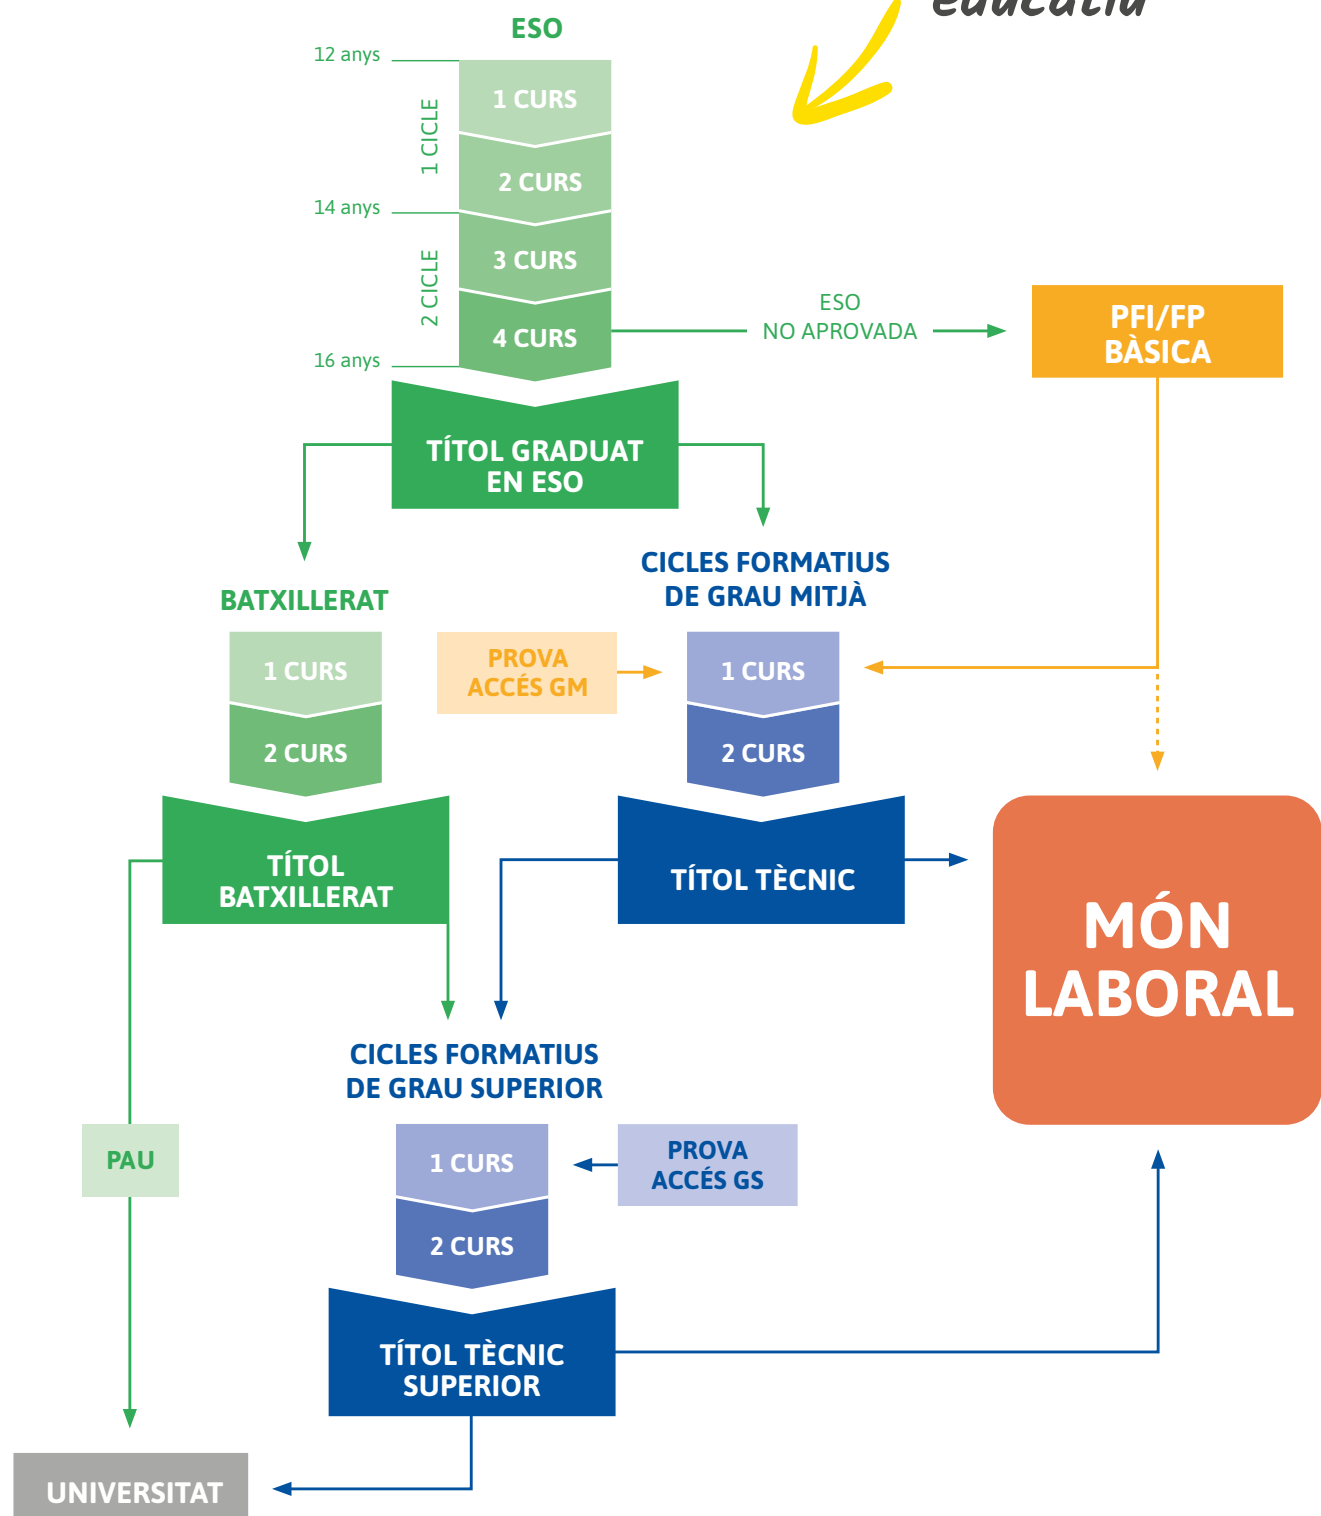 educatiu
ESO
12 anys
1 CICLE
1 CURS
2 CURS
14 anys
2 CICLE
3 CURS
4 CURS
16 anys
ESO
NO APROVADA
PFI/FP
BÀSICA
TÍTOL GRADUAT
EN ESO
BATXILLERAT
1 CURS
2 CURS
PROVA
ACCÉS GM
CICLES FORMATIUS
DE GRAU MITJÀ
1 CURS
2 CURS
TÍTOL
BATXILLERAT
TÍTOL TÈCNIC
MÓN
LABORAL
CICLES FORMATIUS
DE GRAU SUPERIOR
PAU
1 CURS
2 CURS
PROVA
ACCÉS GS
TÍTOL TÈCNIC
SUPERIOR
UNIVERSITAT